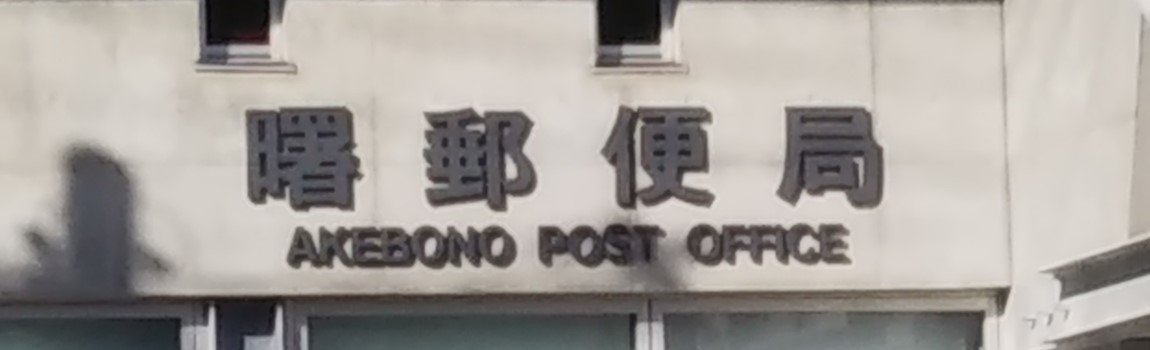 曙郵便局
AKEBONO POST OFFICE